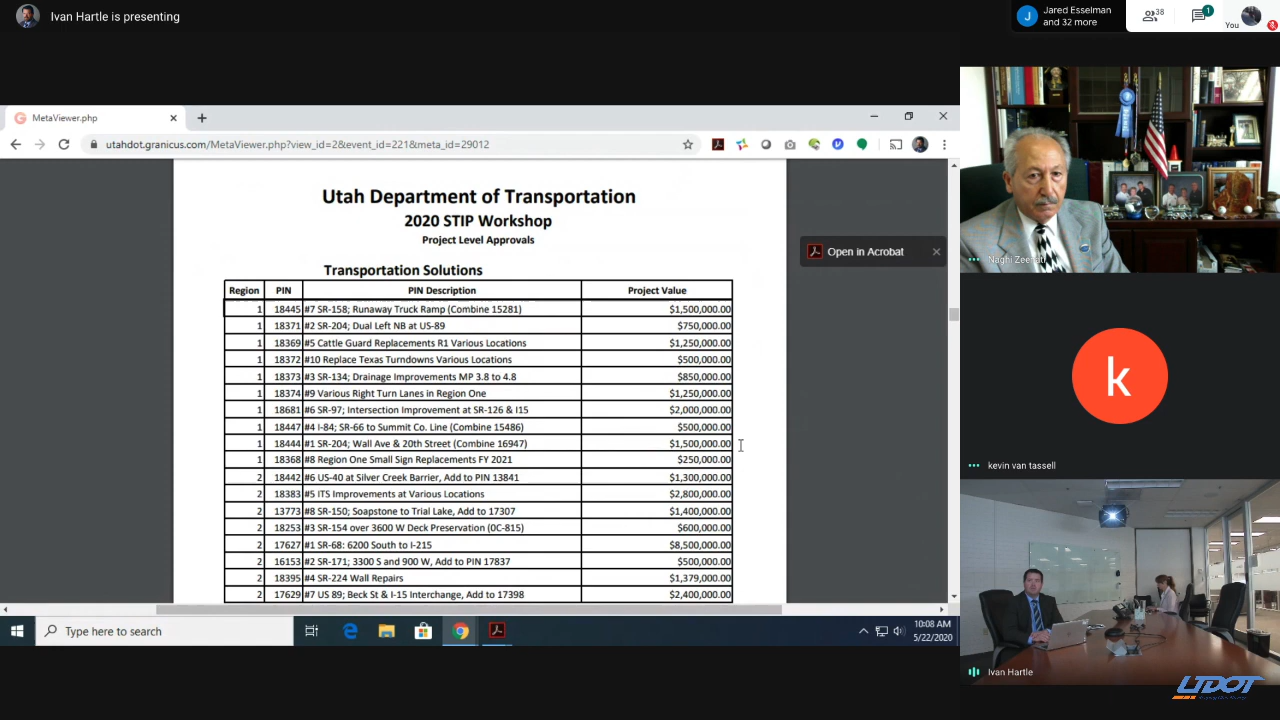 Ivan Hartle is presenting
Jared Esselman
and 32 more
38
1
You
MetaViewer.php
utahdot.granicus.com/MetaViewer.php?view_id=2&event_id=221&meta_id=29012
Utah Department of Transportation
2020 STIP Workshop
Project Level Approvals
Open in Acrobat
Transportation Solutions
Region PIN PIN Description Project Value
1 18445 #7 SR-158; Runaway Truck Ramp (Combine 15281) $1,500,000.00
1 18371 #2 SR-204; Dual Left NB at US-89 $750,000.00
1 18369 #5 Cattle Guard Replacements R1 Various Locations $1,250,000.00
1 18372 #10 Replace Texas Turndowns Various Locations $500,000.00
1 18373 #3 SR-134; Drainage Improvements MP 3.8 to 4.8 $850,000.00
1 18374 #9 Various Right Turn Lanes in Region One $1,250,000.00
1 18681 #6 SR-97; Intersection Improvement at SR-126 & I15 $2,000,000.00
1 18447 #4 I-84; SR-66 to Summit Co. Line (Combine 15486) $500,000.00
1 18444 #1 SR-204; Wall Ave & 20th Street (Combine 16947) $1,500,000.00
1 18368 #8 Region One Small Sign Replacements FY 2021 $250,000.00
2 18442 #6 US-40 at Silver Creek Barrier, Add to PIN 13841 $1,300,000.00
2 18383 #5 ITS Improvements at Various Locations $2,800,000.00
2 13773 #8 SR-150; Soapstone to Trial Lake, Add to 17307 $1,400,000.00
2 18253 #3 SR-154 over 3600 W Deck Preservation (0C-815) $600,000.00
2 17627 #1 SR-68: 6200 South to I-215 $8,500,000.00
2 16153 #2 SR-171; 3300 S and 900 W, Add to PIN 17837 $500,000.00
2 18395 #4 SR-224 Wall Repairs $1,379,000.00
2 17629 #7 US 89; Beck St & I-15 Interchange, Add to 17398 $2,400,000.00
Type here to search
10:08 AM
5/22/2020
Naghi
k
kevin van tassell
Ivan Hartle
UDOT